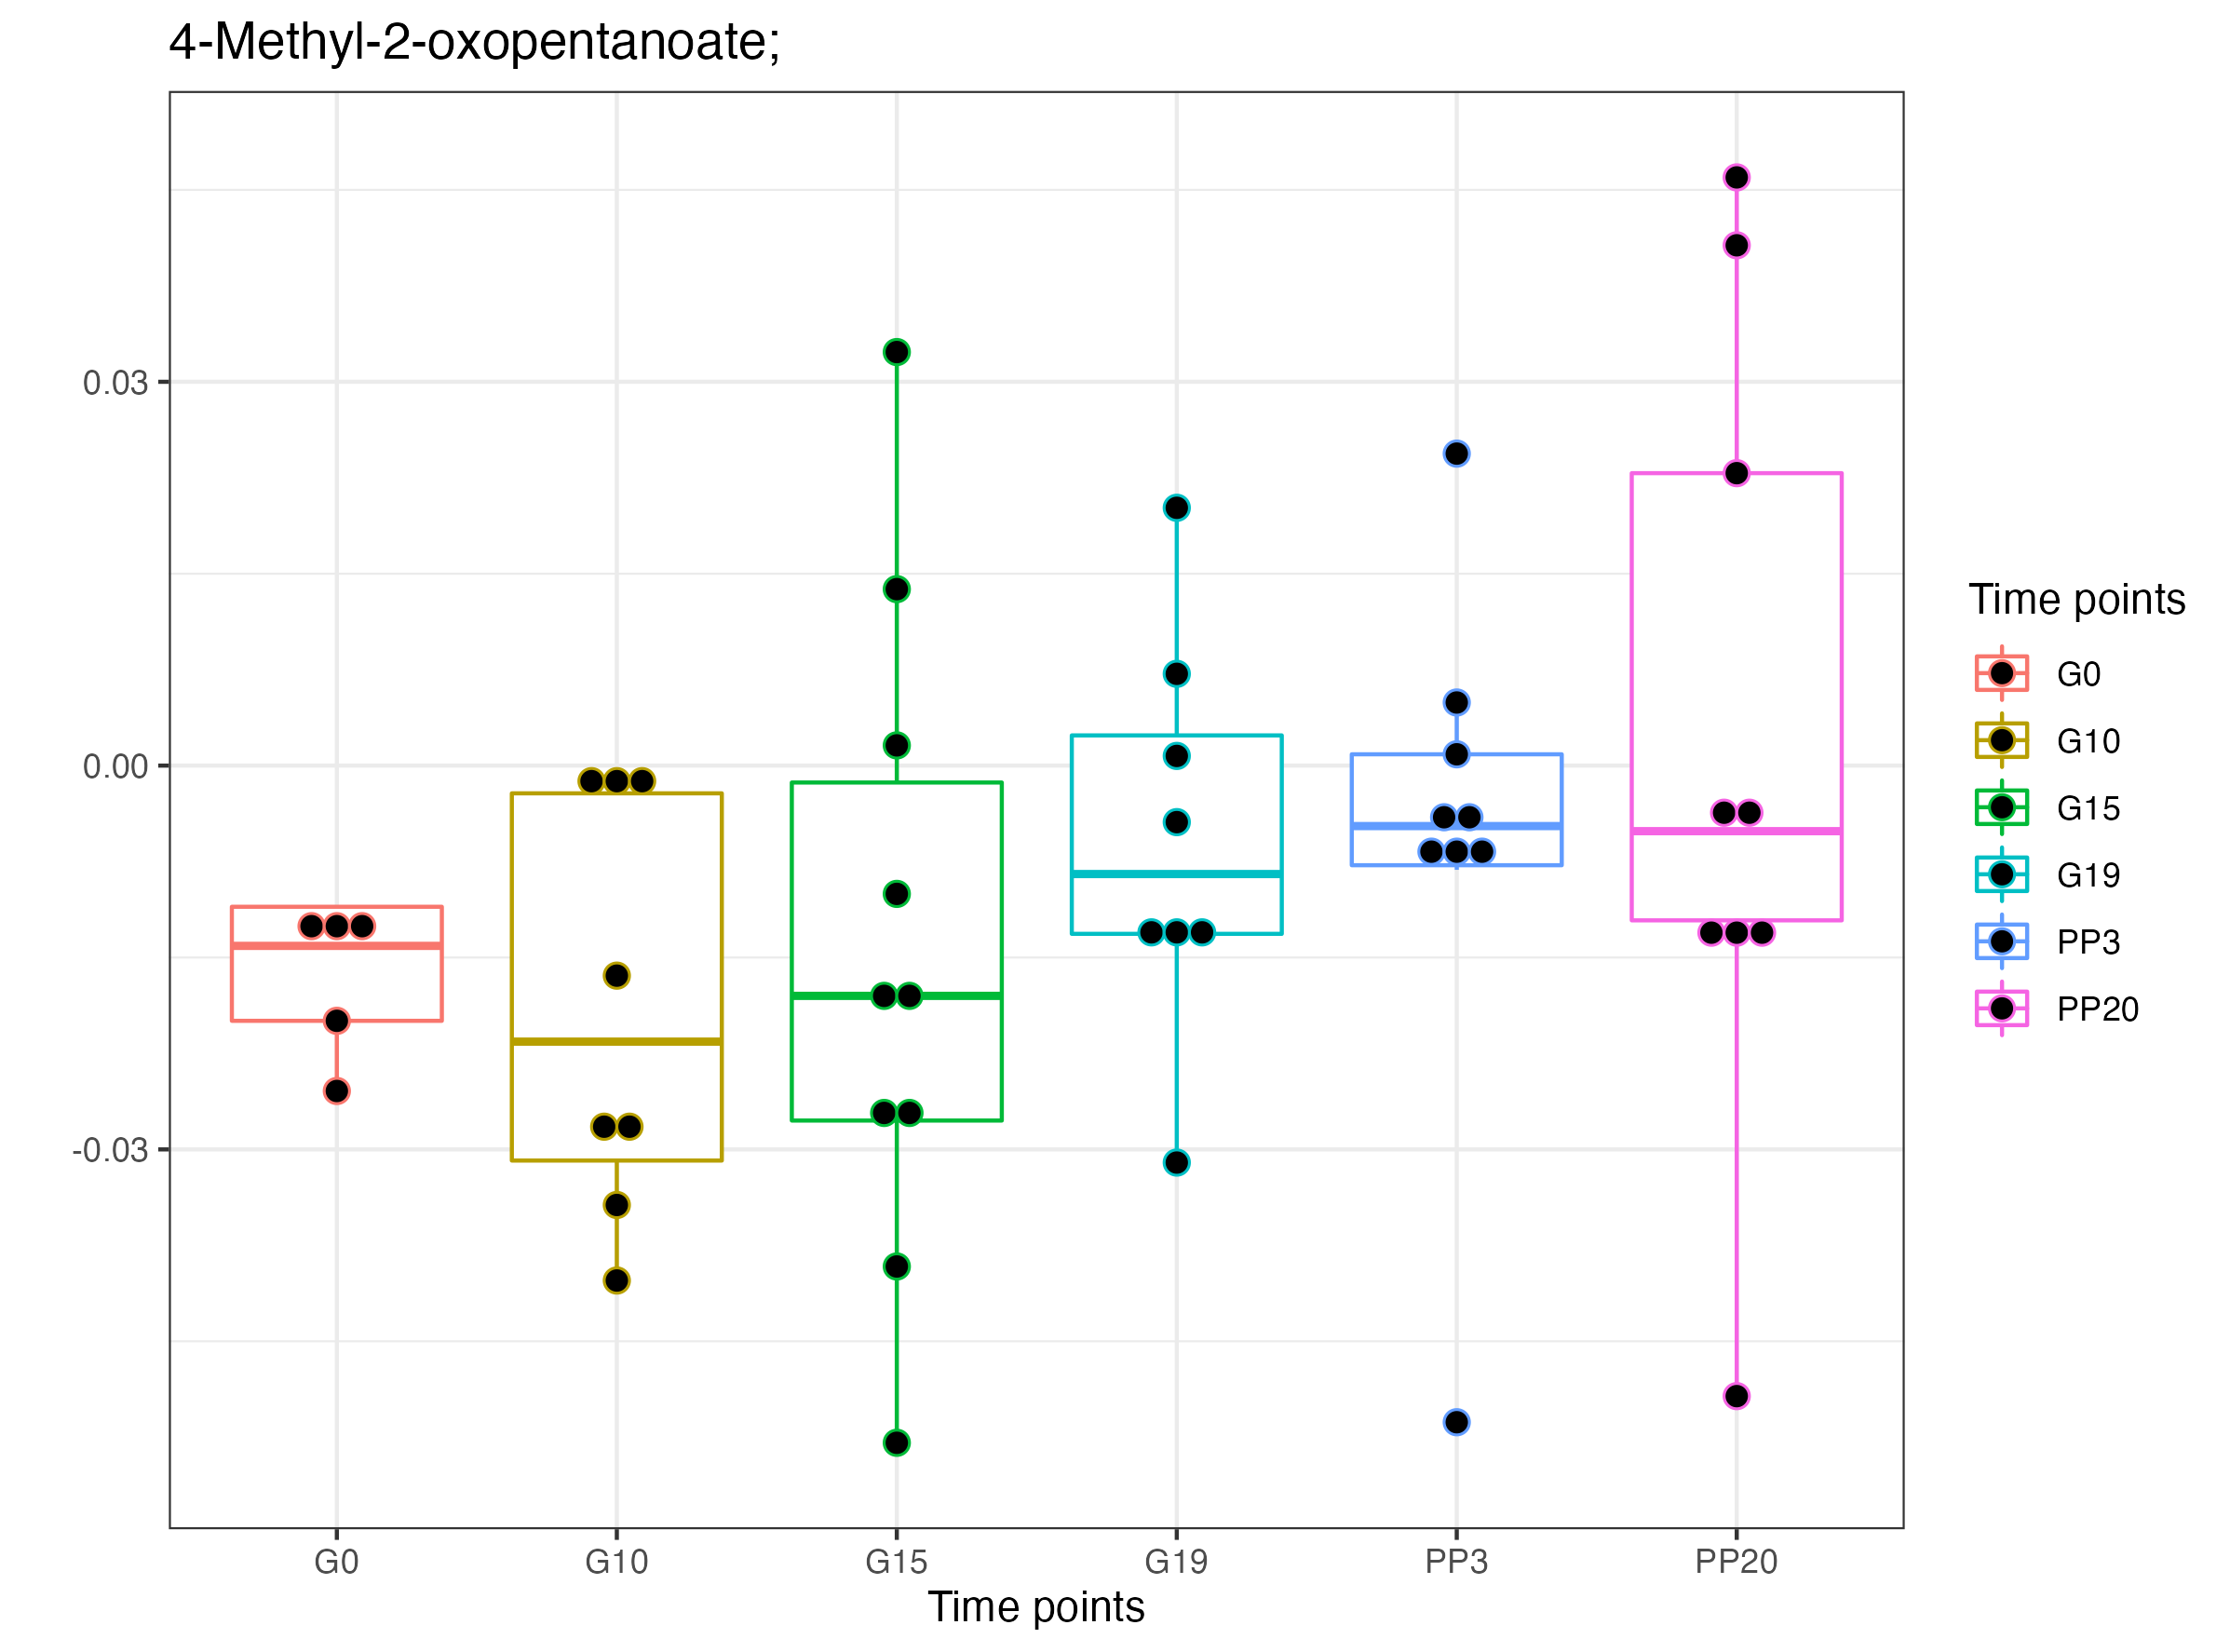 4-Methyl-2-oxopentanoate;
0.03
0.00
-0.03
G0 G10 G15 G19 PP3 PP20
Time points
Time points
G0
G10
G15
G19
PP3
PP20